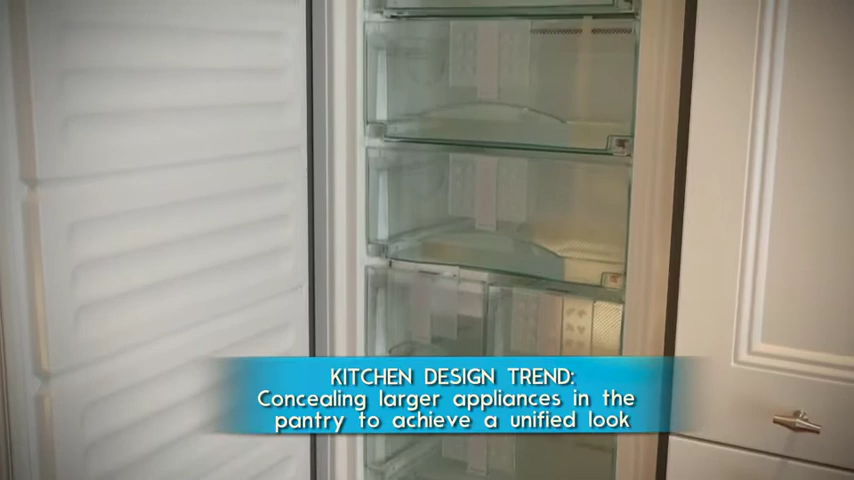 KITCHEN DESIGN TREND:
Concealing larger appliances in the
pantry to achieve a unified look